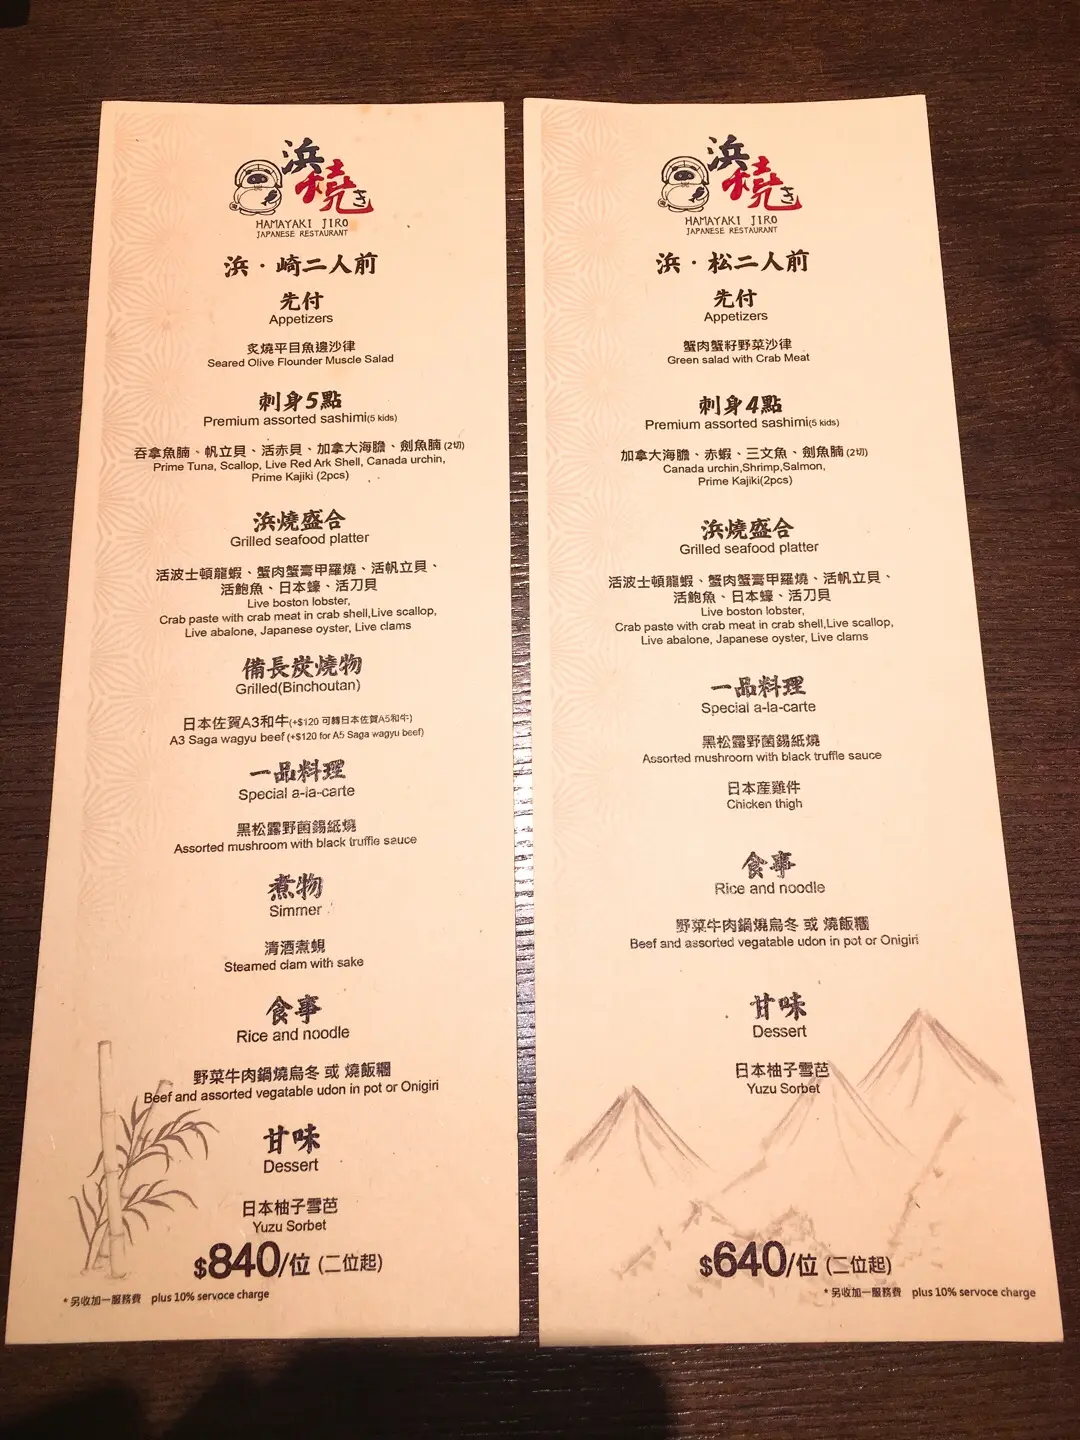 浜
燒き
HAMAYAKI JIRO
JAPANESE RESTAURANT
浜·崎二人前
先付
Appetizers
炙燒平目魚邊沙律
Seared Olive Flounder Muscle Salad
刺身5點
Premium assorted sashimi(5 kids)
吞拿魚腩、帆立貝、活赤貝、加拿大海膽、劍魚腩(2切)
Prime Tuna, Scallop, Live Red Ark Shell, Canada urchin,
Prime Kajiki (2pcs)
浜燒盛合
Grilled seafood platter
活波士頓龍蝦、蟹肉蟹膏甲羅燒、活帆立貝、
活鮑魚、日本蠔、活刀貝
Live boston lobster,
Crab paste with crab meat in crab shell,Live scallop,
Live abalone, Japanese oyster, Live clams
備長炭燒物
Grilled(Binchoutan)
日本佐賀A3和牛(+$120 可轉日本佐賀A5和牛)
A3 Saga wagyu beef (+$120 for A5 Saga wagyu beef)
一品料理
Special a-la-carte
黑松露野菌錫紙燒
Assorted mushroom with black truffle sauce
煮物
Simmer
清酒煮蜆
Steamed clam with sake
食事
Rice and noodle
野菜牛肉鍋燒烏冬 或 燒飯糰
Beef and assorted vegatable udon in pot or Onigiri
甘味
Dessert
日本柚子雪芭
Yuzu Sorbet
$840/位 (二位起)
*另收加一服務費 plus 10% servoce charge
浜
燒き
HAMAYAKI JIRO
JAPANESE RESTAURANT
浜·松二人前
先付
Appetizers
蟹肉蟹籽野菜沙律
Green salad with Crab Meat
刺身4點
Premium assorted sashimi(5 kids)
加拿大海膽、赤蝦、三文魚、劍魚腩(2切)
Canada urchin,Shrimp,Salmon,
Prime Kajiki(2pcs)
浜燒盛合
Grilled seafood platter
活波士頓龍蝦、蟹肉蟹膏甲羅燒、活帆立貝、
活鮑魚、日本蠔、活刀貝
Live boston lobster,
Crab paste with crab meat in crab shell,Live scallop,
Live abalone, Japanese oyster, Live clams
一品料理
Special a-la-carte
黑松露野菌錫紙燒
Assorted mushroom with black truffle sauce
日本産雞件
Chicken thigh
食事
Rice and noodle
野菜牛肉鍋燒烏冬 或 燒飯糰
Beef and assorted vegatable udon in pot or Onigiri
甘味
Dessert
日本柚子雪芭
Yuzu Sorbet
$640/位 (二位起)
*另收加一服務費 plus 10% servoce charge